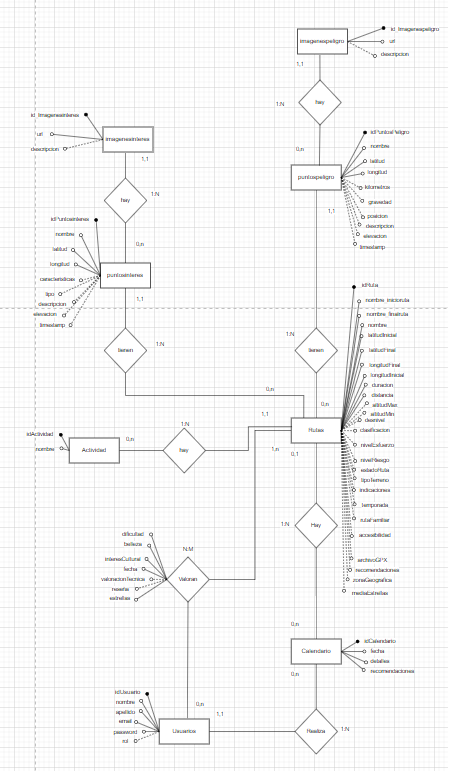 id_Imagenespeligro
imagenespeligro
url
descripcion
1,1
1:N
hay
0,n
id_Imagenesinteres
url
imagenesinteres
descripcion
1,1
1:N
hay
0,n
idPuntosPeligro
nombre
latitud
longitud
puntospeligro
kilometros
gravedad
posicion
descripcion
elevacion
timestamp
1,1
idPuntosInteres
nombre
latitud
longitud
puntosinteres
caracteristicas
tipo
descripcion
elevacion
timestamp
1,1
1:N
tienen
0,n
1:N
tienen
0,n
idRuta
nombre_inicioruta
nombre_finalruta
nombre
latitudInicial
latitudFinal
longitudFinal
longitudInicial
duracion
distancia
altitudMax
altitudMin
desnivel
clasificacion
nivelEsfuerzo
nivelRiesgo
estadoRuta
tipoTerreno
indicaciones
temporada
rutaFamiliar
accesibilidad
archivoGPX
recomendaciones
zonaGeografica
mediaEstrellas
Rutas
1,1
1,n
0,1
idActividad
nombre
Actividad
0,n
1:N
hay
1:N
Hay
0,n
dificultad
belleza
interesCultural
fecha
valoracionTecnica
reseña
estrellas
N:M
Valoran
0,n
idCalendario
fecha
detalles
recomendaciones
Calendario
0,n
idUsuario
nombre
apellido
email
password
rol
Usuarios
1,1
Realiza
1:N